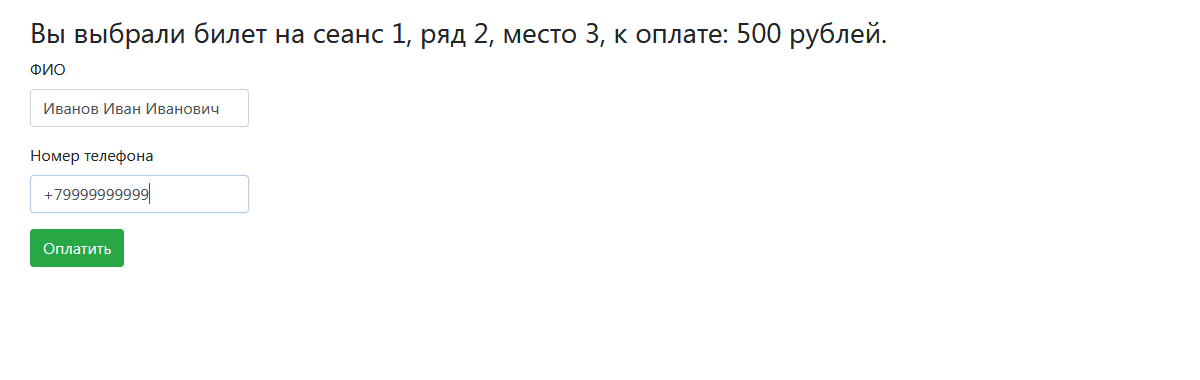 Вы выбрали билет на сеанс 1, ряд 2, место 3, к оплате: 500 рублей.
ФИО
Иванов Иван Иванович
Номер телефона
+79999999999
Оплатить